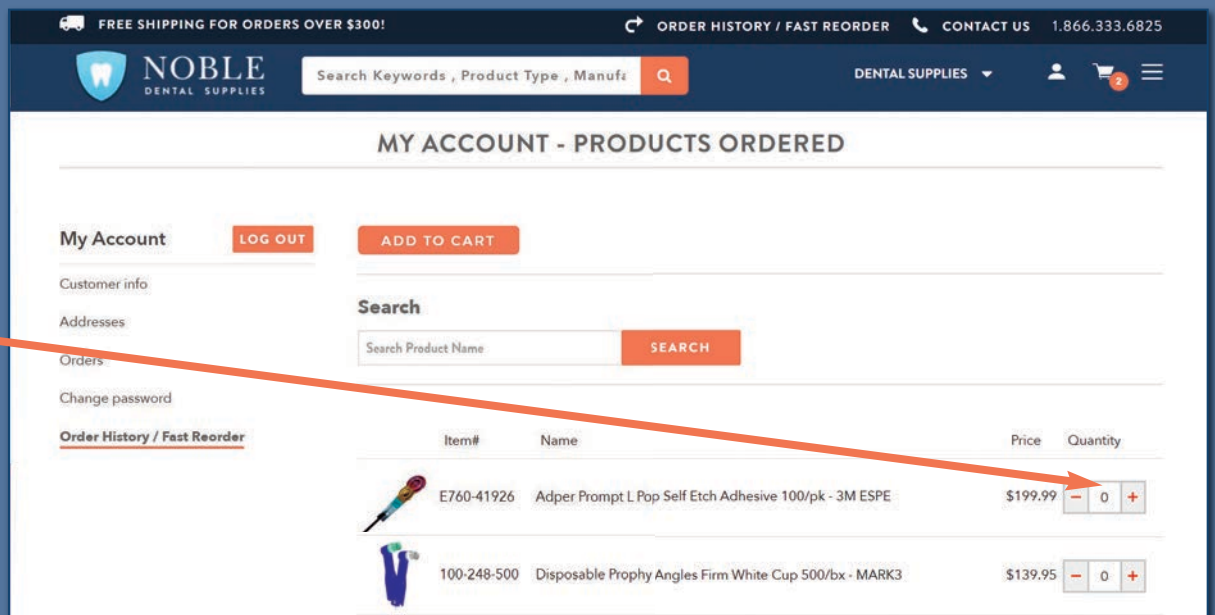 FREE SHIPPING FOR ORDERS OVER $300! ORDER HISTORY / FAST REORDER CONTACT US 1.866.333.6825
NOBLE
DENTAL SUPPLIES
Search Keywords , Product Type , Manufa
DENTAL SUPPLIES
2
MY ACCOUNT - PRODUCTS ORDERED
My Account LOG OUT ADD TO CART
Customer info
Addresses
Orders
Change password
Order History / Fast Reorder
Search
Search Product Name SEARCH
Item# Name Price Quantity
E760-41926 Adper Prompt L Pop Self Etch Adhesive 100/pk - 3M ESPE $199.99 - 0 +
100-248-500 Disposable Prophy Angles Firm White Cup 500/bx - MARK3 $139.95 - 0 +